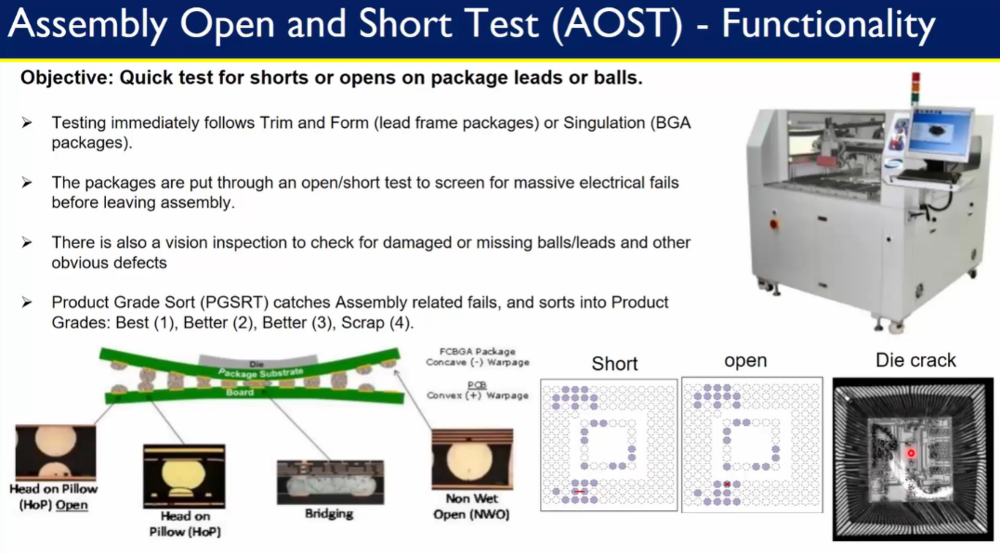 Assembly Open and Short Test (AOST) - Functionality
Objective: Quick test for shorts or opens on package leads or balls.
➢ Testing immediately follows Trim and Form (lead frame packages) or Singulation (BGA
packages).
➢ The packages are put through an open/short test to screen for massive electrical fails
before leaving assembly.
➢ There is also a vision inspection to check for damaged or missing balls/leads and other
obvious defects
➢ Product Grade Sort (PGSRT) catches Assembly related fails, and sorts into Product
Grades: Best (1), Better (2), Better (3), Scrap (4).
Die
Package Substrate
Board
FCBGA Package
Concave (-) Warpage
PCB
Convex (+) Warpage
Head on Pillow
(HoP) Open
Head on
Pillow (HoP)
Bridging
Non Wet
Open (NWO)
Short
open
Die crack